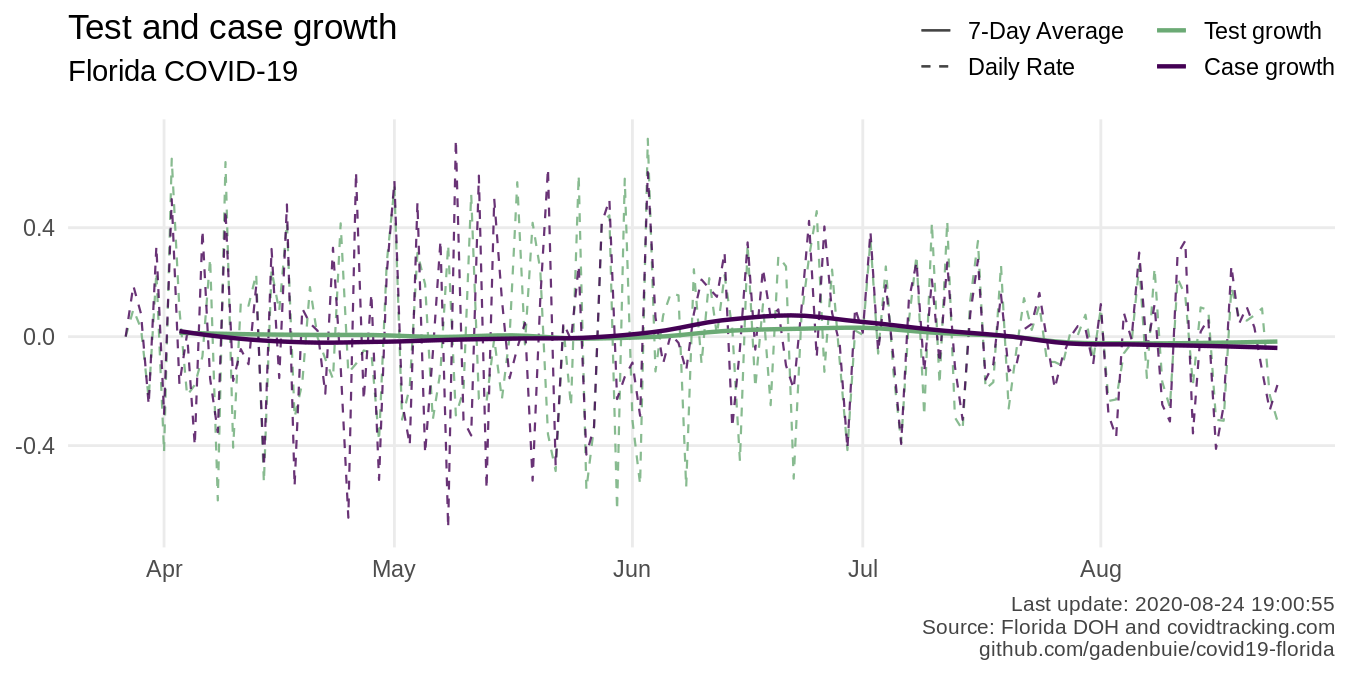 Test and case growth
Florida COVID-19
7-Day Average
Test growth
Daily Rate
Case growth
0.4
0.0
-0.4
Apr
May
Jun
Jul
Aug
Last update: 2020-08-24 19:00:55
Source: Florida DOH and covidtracking.com
github.com/gadenbuie/covid19-florida